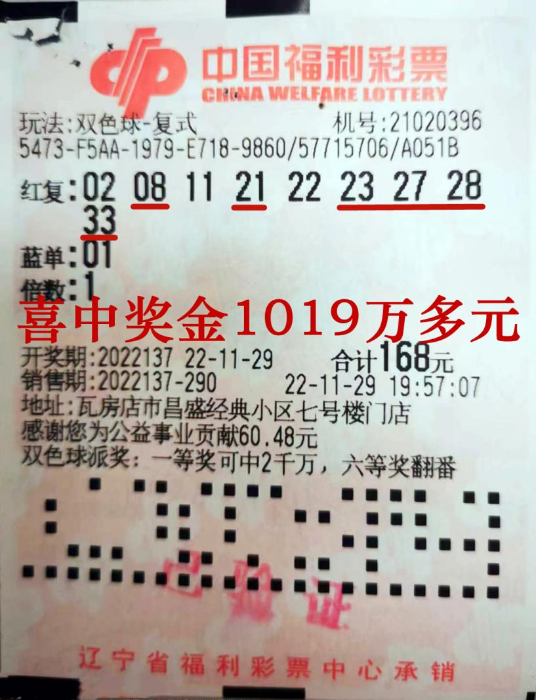 中国福利彩票
CHINA WELFARE LOTTERY
玩法:双色球-复式 机号:21020396
5473-F5AA-1979-E718-9860/57715706/A051B
红复:02 08 11 21 22 23 27 28
33
蓝单:01
倍数:1
喜中奖金1019万多元
开奖期:2022137 22-11-29 合计168元
销售期:2022137-290 22-11-29 19:57:07
地址:瓦房店市昌盛经典小区七号楼门店
感谢您为公益事业贡献60.48元
双色球派奖:一等奖可中2千万，六等奖翻番
已验证
辽宁省福利彩票中心承销